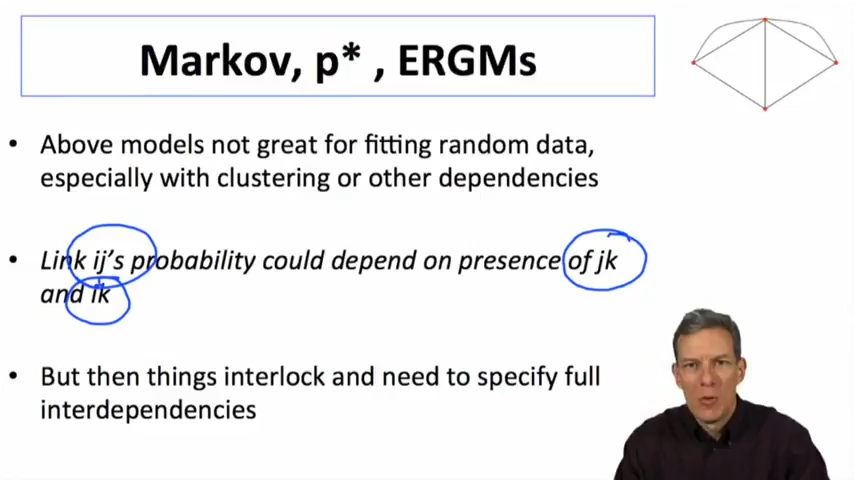 Markov, p* , ERGMs
• Above models not great for fitting random data,
especially with clustering or other dependencies
• Link ij's probability could depend on presence of jk
and ik
• But then things interlock and need to specify full
interdependencies